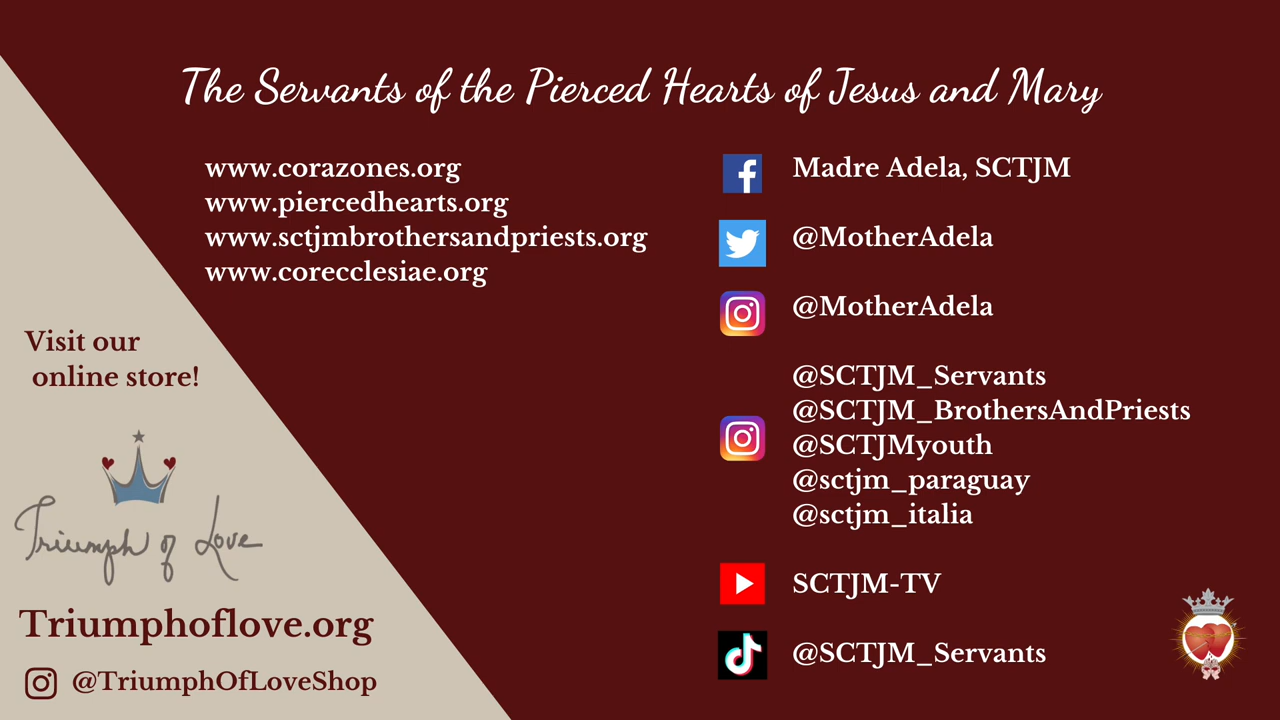 The Servants of the Pierced Hearts of Jesus and Mary
www.corazones.org
www.piercedhearts.org
www.sctjmbrothersandpriests.org
www.corecclesiae.org
Madre Adela, SCTJM
@MotherAdela
@MotherAdela
@SCTJM_Servants
@SCTJM_BrothersAndPriests
@SCTJMyouth
@sctjm_paraguay
@sctjm_italia
SCTJM-TV
@SCTJM_Servants
Visit our
online store!
Triumph of Love
Triumphoflove.org
@TriumphOfLoveShop